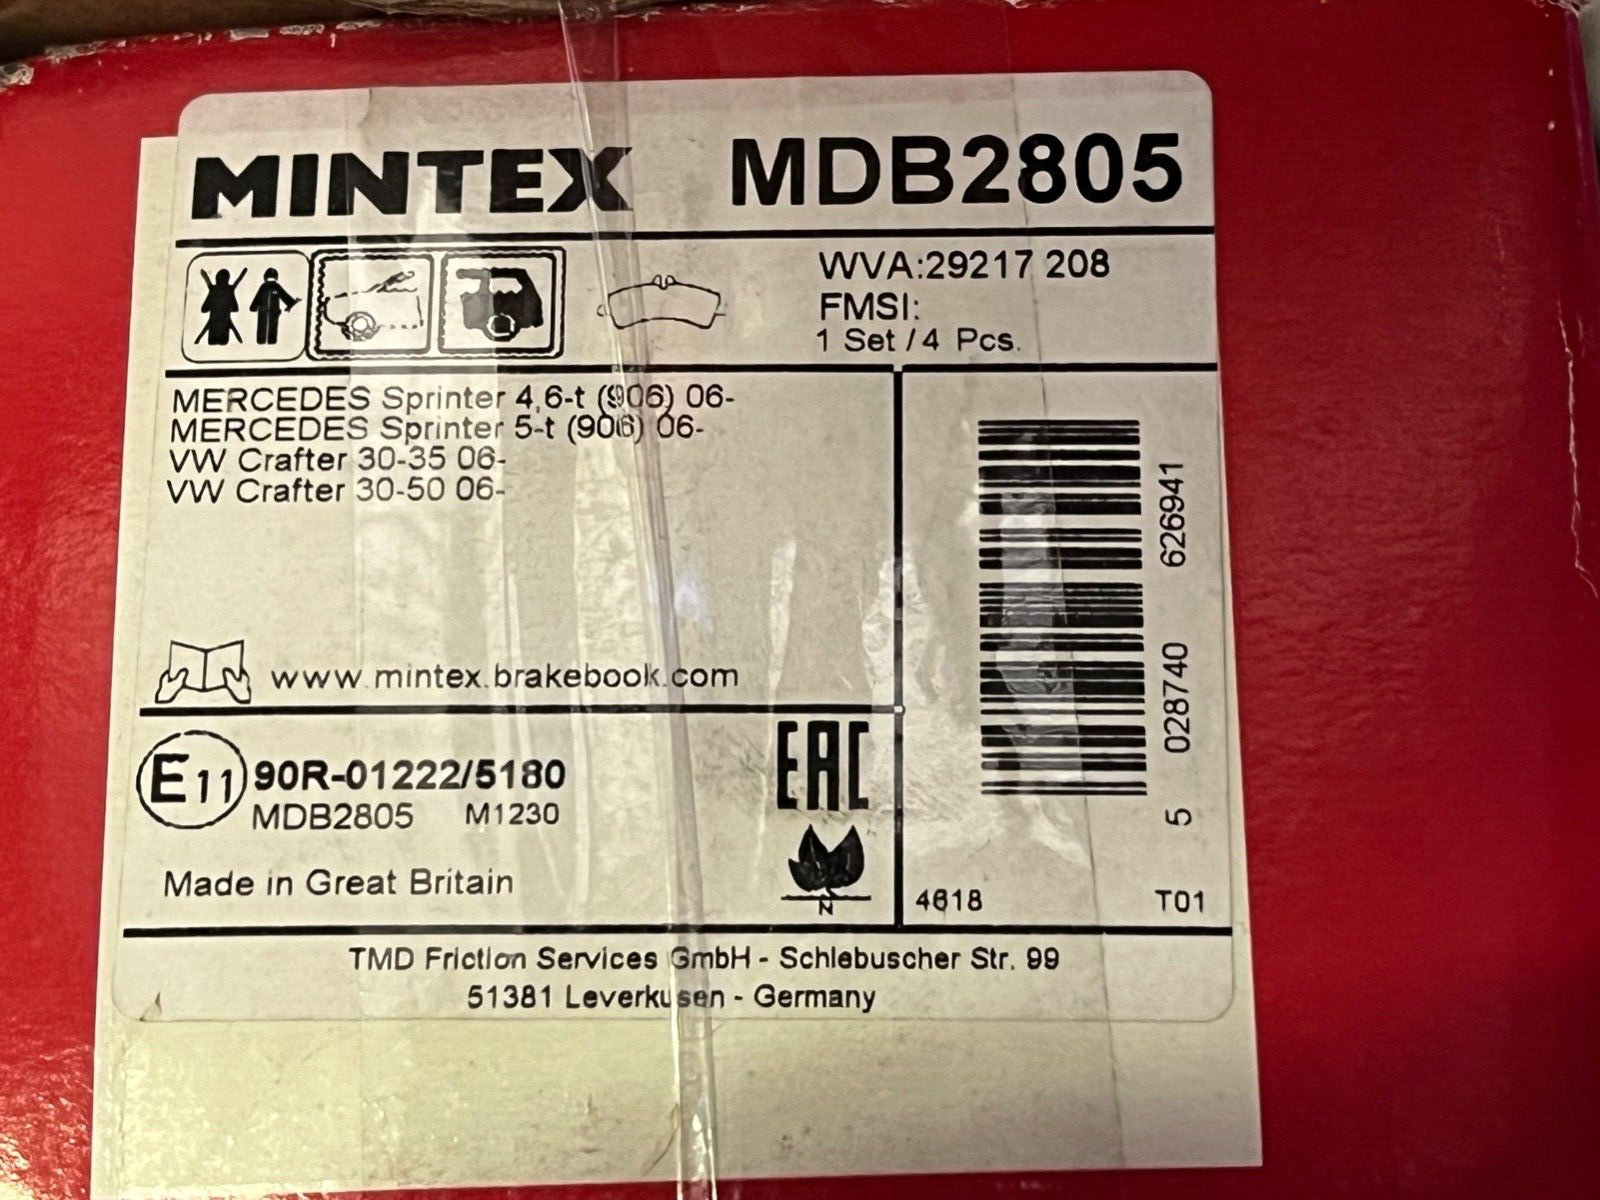 MINTEX MDB2805
WVA:29217 208
FMSI:
1 Set / 4 Pcs.
MERCEDES Sprinter 4,6-t (906) 06-
MERCEDES Sprinter 5-t (906) 06-
VW Crafter 30-35 06-
VW Crafter 30-50 06-
www.mintex.brakebook.com
E11 90R-01222/5180
MDB2805 M1230
EAC
Made in Great Britain
N
5 028740 626941
4618 T01
TMD Friction Services GmbH - Schlebuscher Str. 99
51381 Leverkusen - Germany